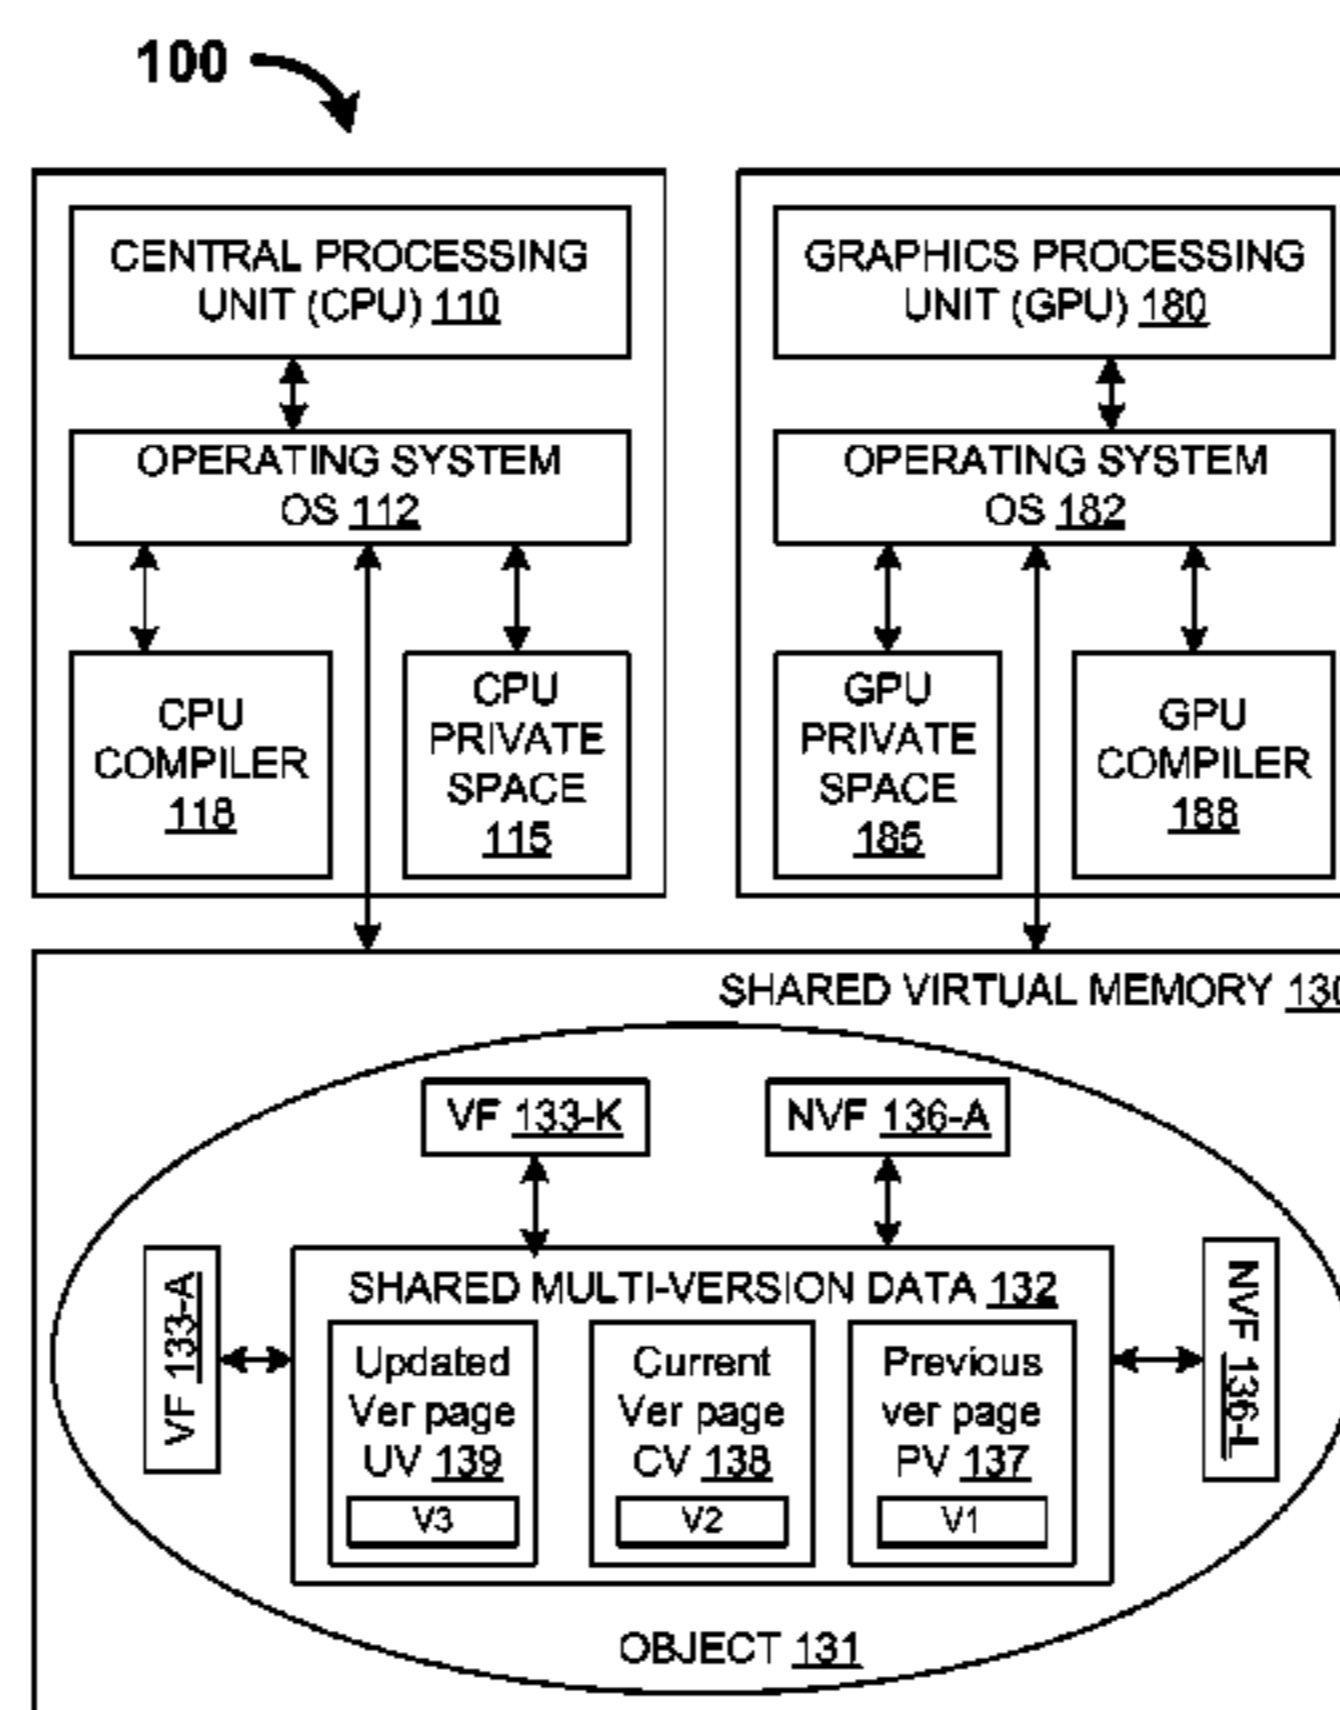 100
CENTRAL PROCESSING
UNIT (CPU) 110
OPERATING SYSTEM
OS 112
CPU
COMPILER
118
CPU
PRIVATE
SPACE
115
GRAPHICS PROCESSING
UNIT (GPU) 180
OPERATING SYSTEM
OS 182
GPU
PRIVATE
SPACE
185
GPU
COMPILER
188
SHARED VIRTUAL MEMORY 130
VF 133-K
NVF 136-A
VF 133-A
SHARED MULTI-VERSION DATA 132
Updated
Ver page
UV 139
V3
Current
Ver page
CV 138
V2
Previous
ver page
PV 137
V1
NVF 136-L
OBJECT 131